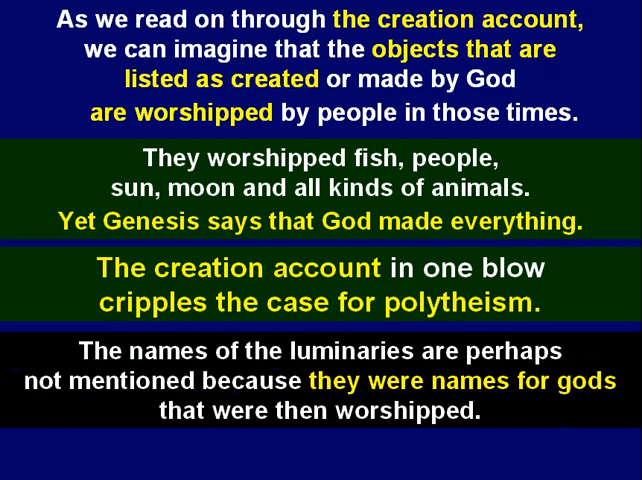 As we read on through the creation account,
we can imagine that the objects that are
listed as created or made by God
are worshipped by people in those times.
They worshipped fish, people,
sun, moon and all kinds of animals.
Yet Genesis says that God made everything.
The creation account in one blow
cripples the case for polytheism.
The names of the luminaries are perhaps
not mentioned because they were names for gods
that were then worshipped.